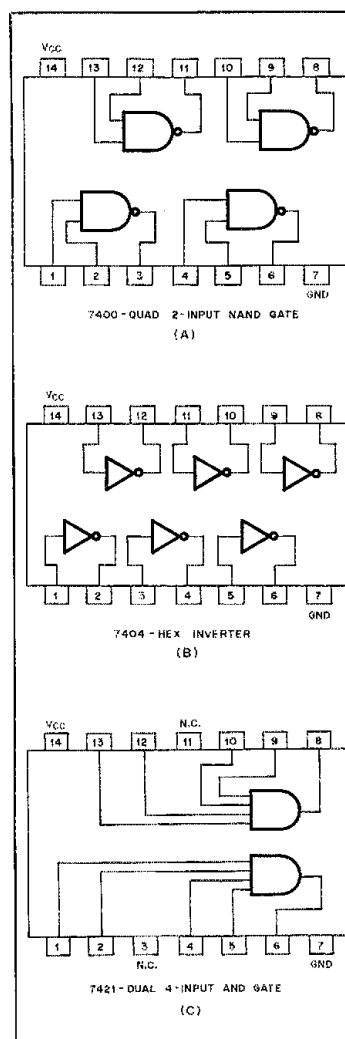 VCC
14 13 12 11 10 9 8
1 2 3 4 5 6 7
GND
7400-QUAD 2-INPUT NAND GATE
(A)
VCC
14 13 12 11 10 9 8
1 2 3 4 5 6 7
GND
7404-HEX INVERTER
(B)
VCC N.C.
14 13 12 11 10 9 8
1 2 3 4 5 6 7
N.C. GND
7421-DUAL 4-INPUT AND GATE
(C)